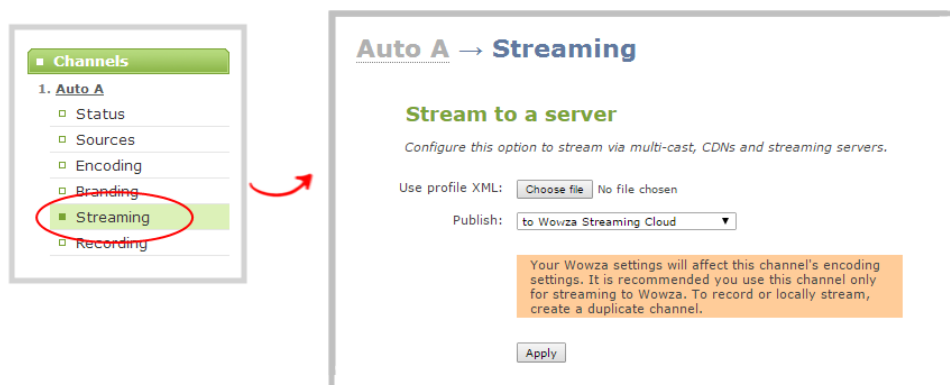 Channels
1. Auto A
Status
Sources
Encoding
Branding
Streaming
Recording
Auto A → Streaming
Stream to a server
Configure this option to stream via multi-cast, CDNs and streaming servers.
Use profile XML: Choose file No file chosen
Publish: to Wowza Streaming Cloud
Your Wowza settings will affect this channel's encoding
settings. It is recommended you use this channel only
for streaming to Wowza. To record or locally stream,
create a duplicate channel.
Apply